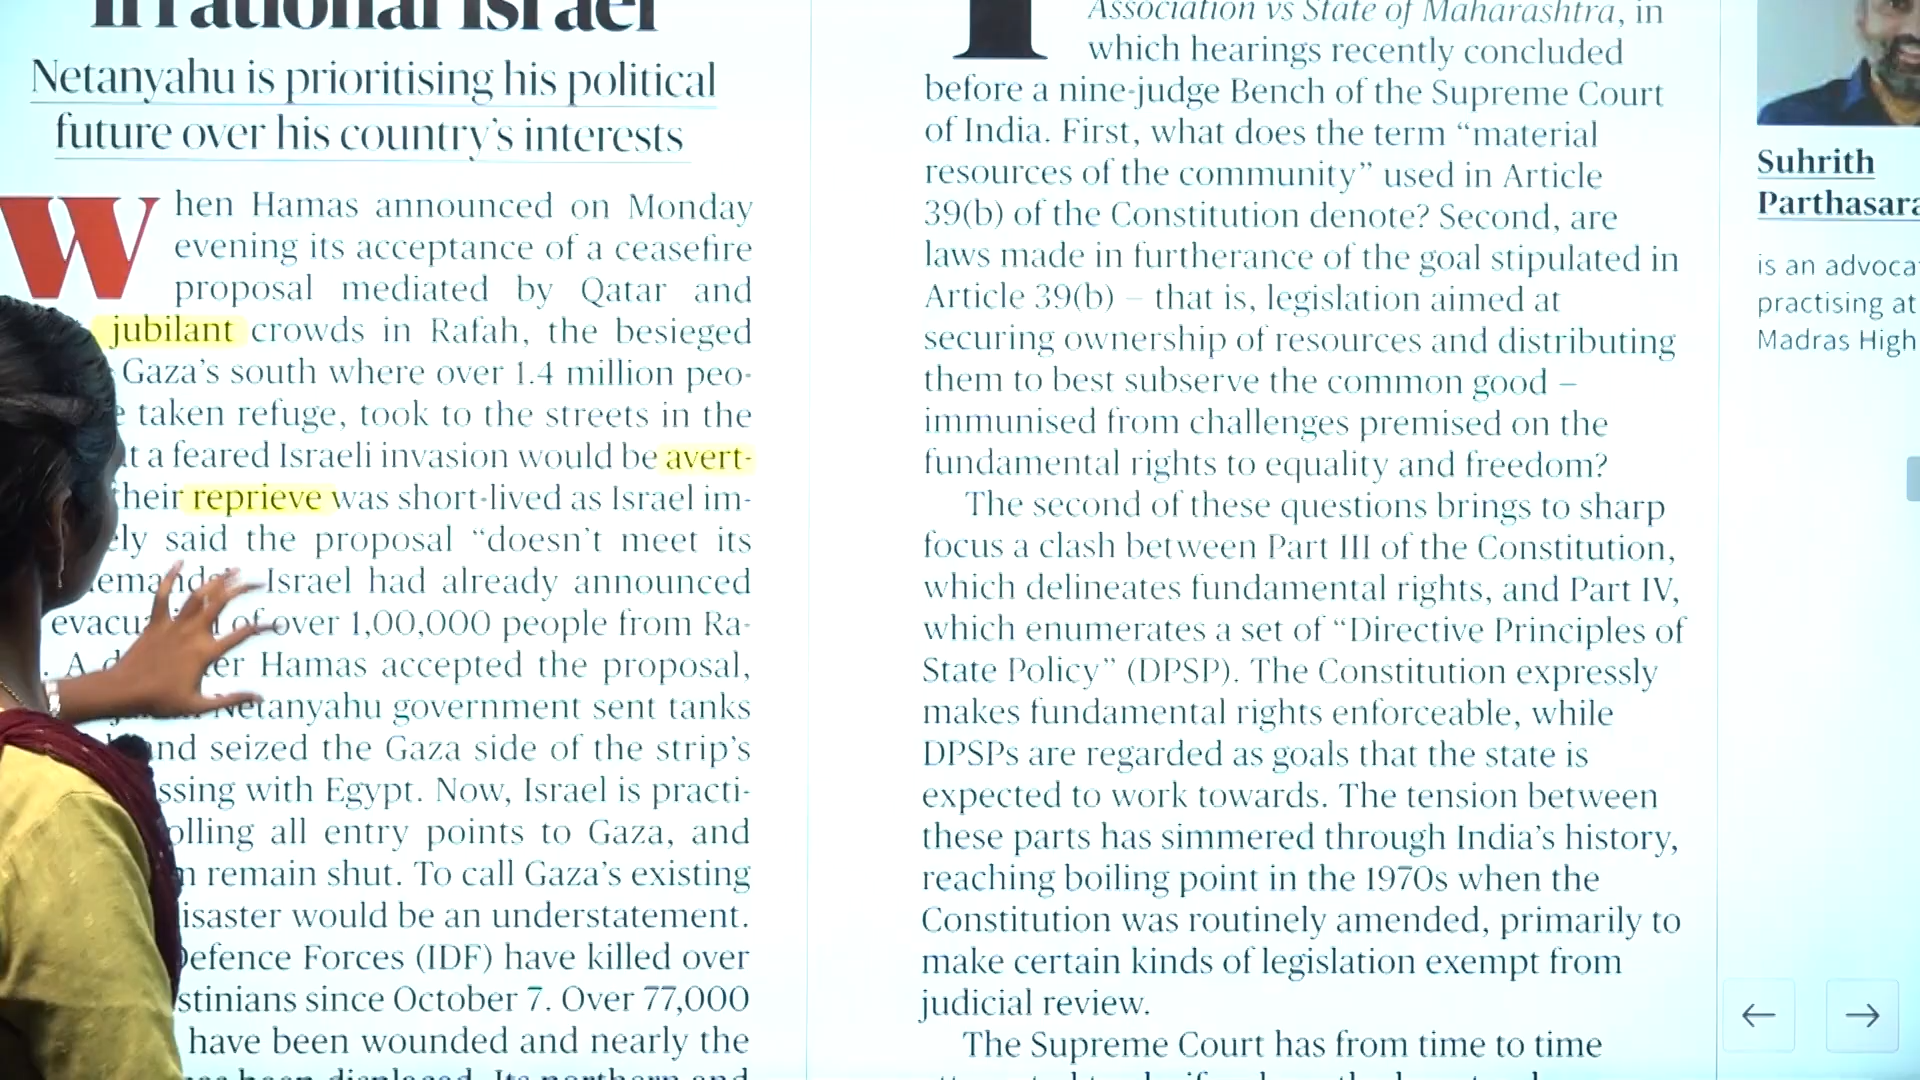 Irrational Israel
Netanyahu is prioritising his political
future over his country's interests
When Hamas announced on Monday
evening its acceptance of a ceasefire
proposal mediated by Qatar and
jubilant crowds in Rafah, the besieged
Gaza's south where over 1.4 million peo-
taken refuge, took to the streets in the
a feared Israeli invasion would be avert-
reprieve was short-lived as Israel im-
said the proposal “doesn't meet its
Israel had already announced
of over 1,00,000 people from Ra-
Hamas accepted the proposal,
Netanyahu government sent tanks
and seized the Gaza side of the strip's
with Egypt. Now, Israel is practi-
all entry points to Gaza, and
remain shut. To call Gaza's existing
would be an understatement.
Defence Forces (IDF) have killed over
since October 7. Over 77,000
have been wounded and nearly the
Association vs State of Maharashtra, in
which hearings recently concluded
before a nine-judge Bench of the Supreme Court
of India. First, what does the term “material
resources of the community” used in Article
39(b) of the Constitution denote? Second, are
laws made in furtherance of the goal stipulated in
Article 39(b) – that is, legislation aimed at
securing ownership of resources and distributing
them to best subserve the common good –
immunised from challenges premised on the
fundamental rights to equality and freedom?
The second of these questions brings to sharp
focus a clash between Part III of the Constitution,
which delineates fundamental rights, and Part IV,
which enumerates a set of “Directive Principles of
State Policy” (DPSP). The Constitution expressly
makes fundamental rights enforceable, while
DPSPs are regarded as goals that the state is
expected to work towards. The tension between
these parts has simmered through India's history,
reaching boiling point in the 1970s when the
Constitution was routinely amended, primarily to
make certain kinds of legislation exempt from
judicial review.
The Supreme Court has from time to time
Suhrith
Parthasara
is an advoca
practising at
Madras High